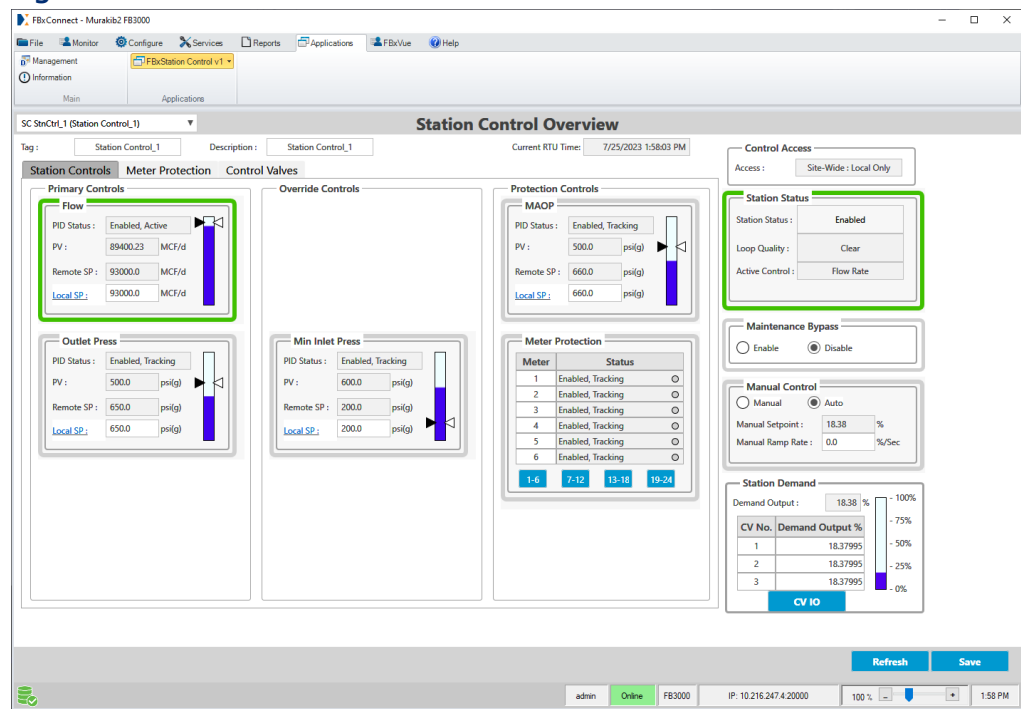 FBxConnect - Murakib2 FB3000
File Monitor Configure Services Reports Applications FBxVue Help
Management FBxStation Control v1
Information
Main Applications
SC StnCtrl_1 (Station Control_1)
Station Control Overview
Tag : Station Control_1 Description : Station Control_1 Current RTU Time: 7/25/2023 1:58:03 PM
Station Controls Meter Protection Control Valves
Primary Controls
Flow
PID Status : Enabled, Active
PV : 89400.23 MCF/d
Remote SP : 93000.0 MCF/d
Local SP : 93000.0 MCF/d
Outlet Press
PID Status : Enabled, Tracking
PV : 500.0 psi(g)
Remote SP : 650.0 psi(g)
Local SP : 650.0 psi(g)
Override Controls
Min Inlet Press
PID Status : Enabled, Tracking
PV : 600.0 psi(g)
Remote SP : 200.0 psi(g)
Local SP : 200.0 psi(g)
Protection Controls
MAOP
PID Status : Enabled, Tracking
PV : 500.0 psi(g)
Remote SP : 660.0 psi(g)
Local SP : 660.0 psi(g)
Meter Protection
Meter Status
1 Enabled, Tracking
2 Enabled, Tracking
3 Enabled, Tracking
4 Enabled, Tracking
5 Enabled, Tracking
6 Enabled, Tracking
1-6 7-12 13-18 19-24
Control Access
Access : Site-Wide : Local Only
Station Status
Station Status : Enabled
Loop Quality : Clear
Active Control : Flow Rate
Maintenance Bypass
Enable Disable
Manual Control
Manual Auto
Manual Setpoint : 18.38 %
Manual Ramp Rate : 0.0 %/Sec
Station Demand
Demand Output : 18.38 %
CV No. Demand Output %
1 18.37995
2 18.37995
3 18.37995
- 100%
- 75%
- 50%
- 25%
- 0%
CV IO
Refresh Save
admin Online FB3000 IP: 10.216.247.4:20000 100 % - + 1:58 PM